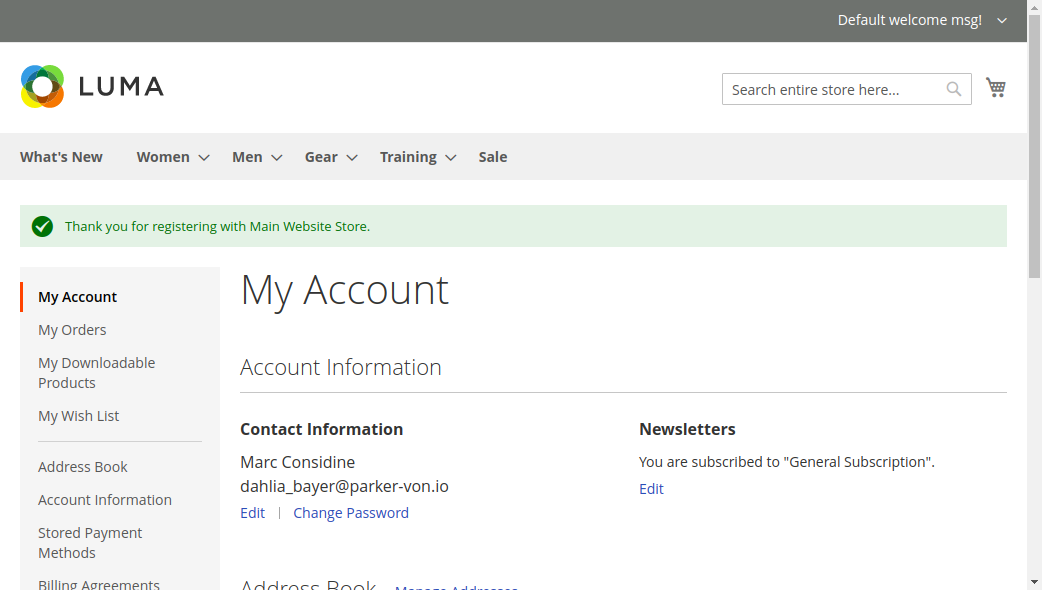 Default welcome msg!
LUMA
Search entire store here...
What's New Women Men Gear Training Sale
Thank you for registering with Main Website Store.
My Account
My Orders
My Downloadable
Products
My Wish List
Address Book
Account Information
Stored Payment
Methods
Billing Agreements
My Account
Account Information
Contact Information
Marc Considine
dahlia_bayer@parker-von.io
Edit | Change Password
Newsletters
You are subscribed to "General Subscription".
Edit
Address Book Manage Addresses